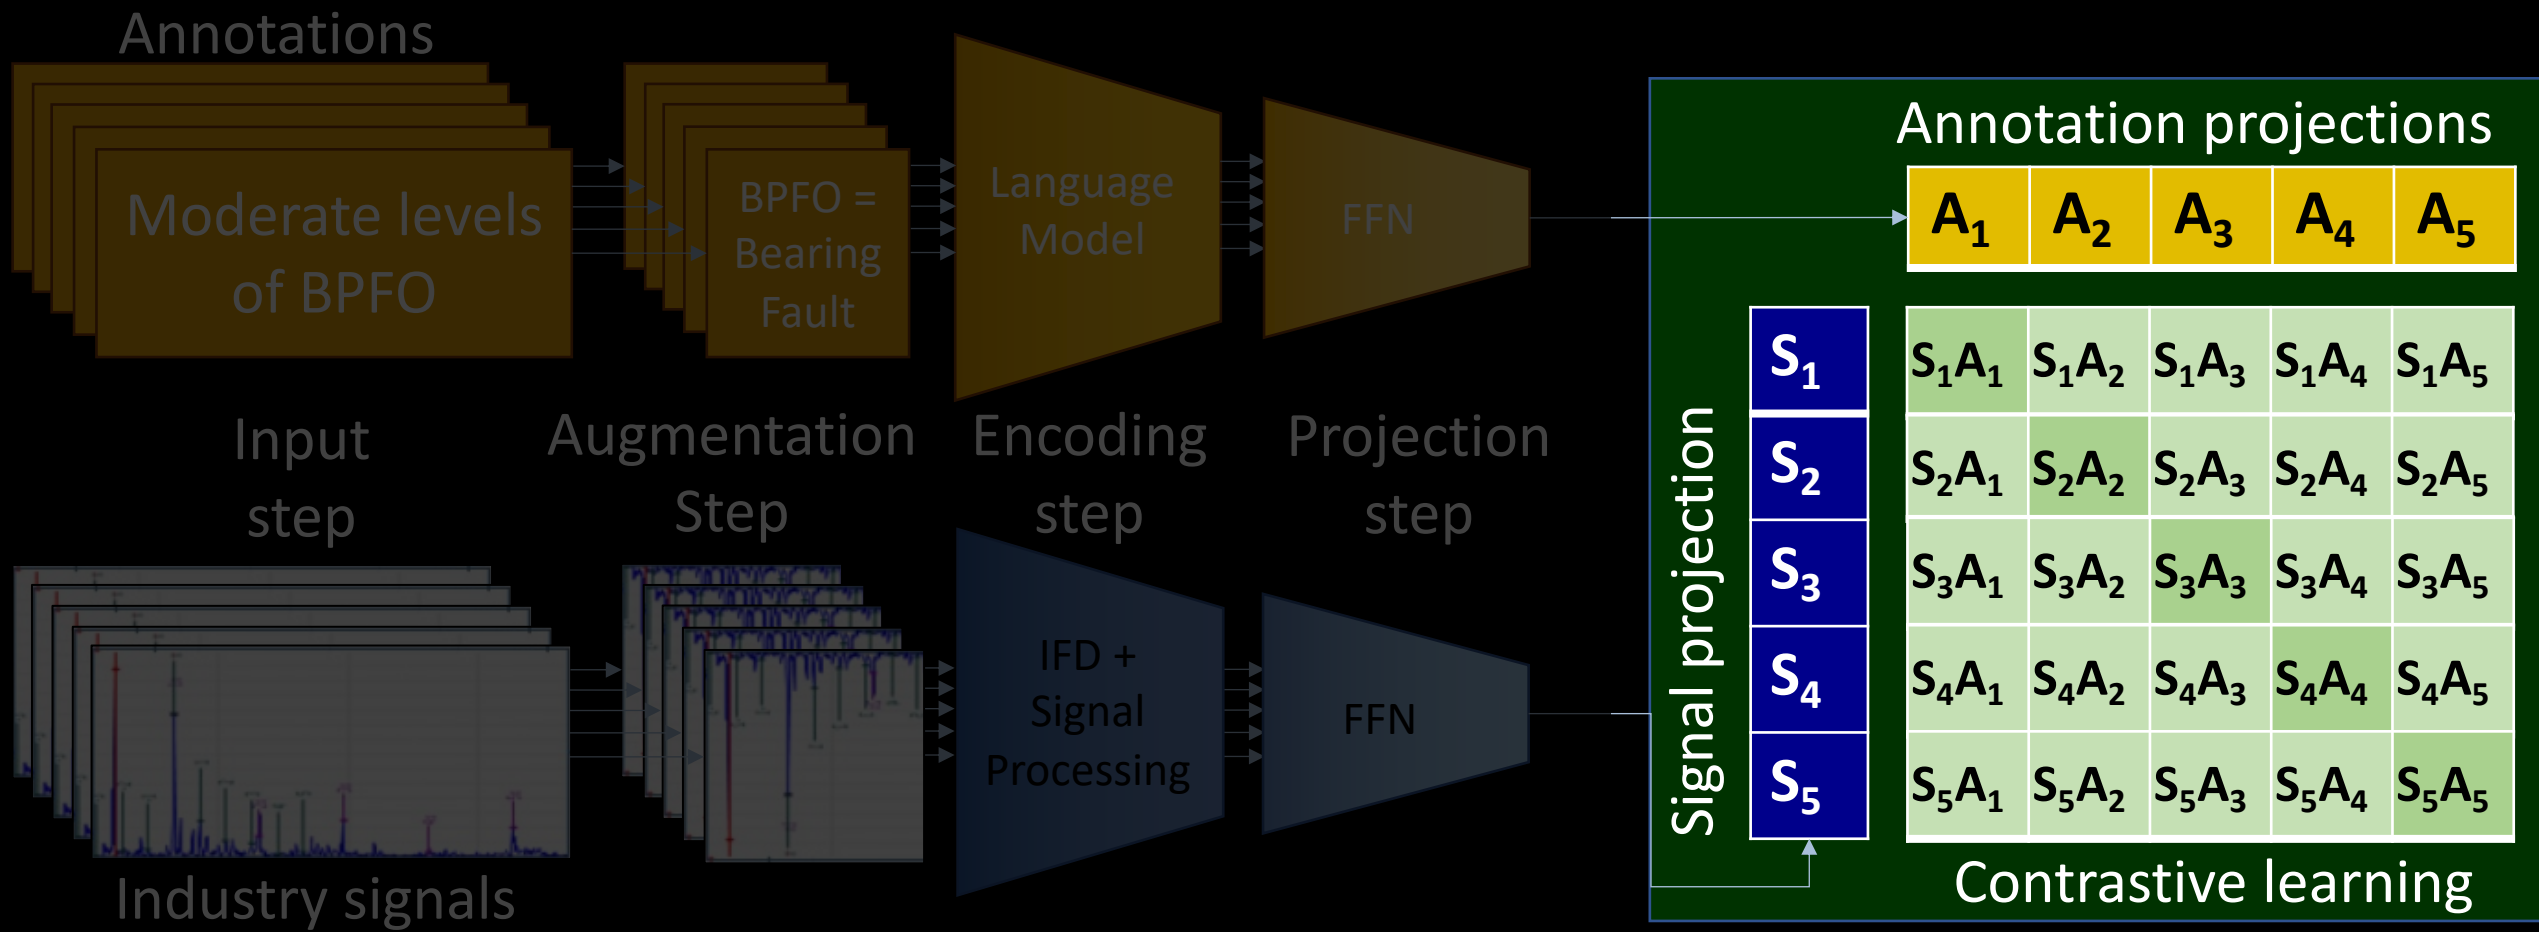 Annotations
Moderate levels
of BPFO
BPFO =
Bearing
Fault
Language
Model
FFN
Input
step
Augmentation
Step
Encoding
step
Projection
step
Industry signals
IFD +
Signal
Processing
FFN
Annotation projections
A1 A2 A3 A4 A5
Signal projection
S1
S2
S3
S4
S5
S1A1 S1A2 S1A3 S1A4 S1A5
S2A1 S2A2 S2A3 S2A4 S2A5
S3A1 S3A2 S3A3 S3A4 S3A5
S4A1 S4A2 S4A3 S4A4 S4A5
S5A1 S5A2 S5A3 S5A4 S5A5
Contrastive learning